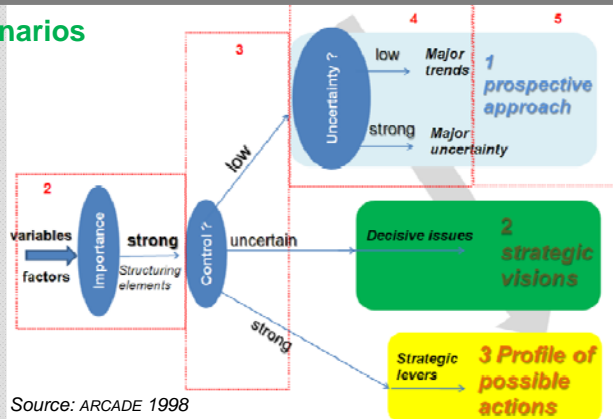 narios
4
5
3
low
Major
trends
1
prospective
approach
Uncertainty ?
strong
Major
uncertainty
low
2
variables
factors
Importance
strong
Structuring
elements
Control ?
uncertain
Decisive issues
2
strategic
visions
strong
Strategic
levers
3 Profile of
possible
actions
Source: ARCADE 1998